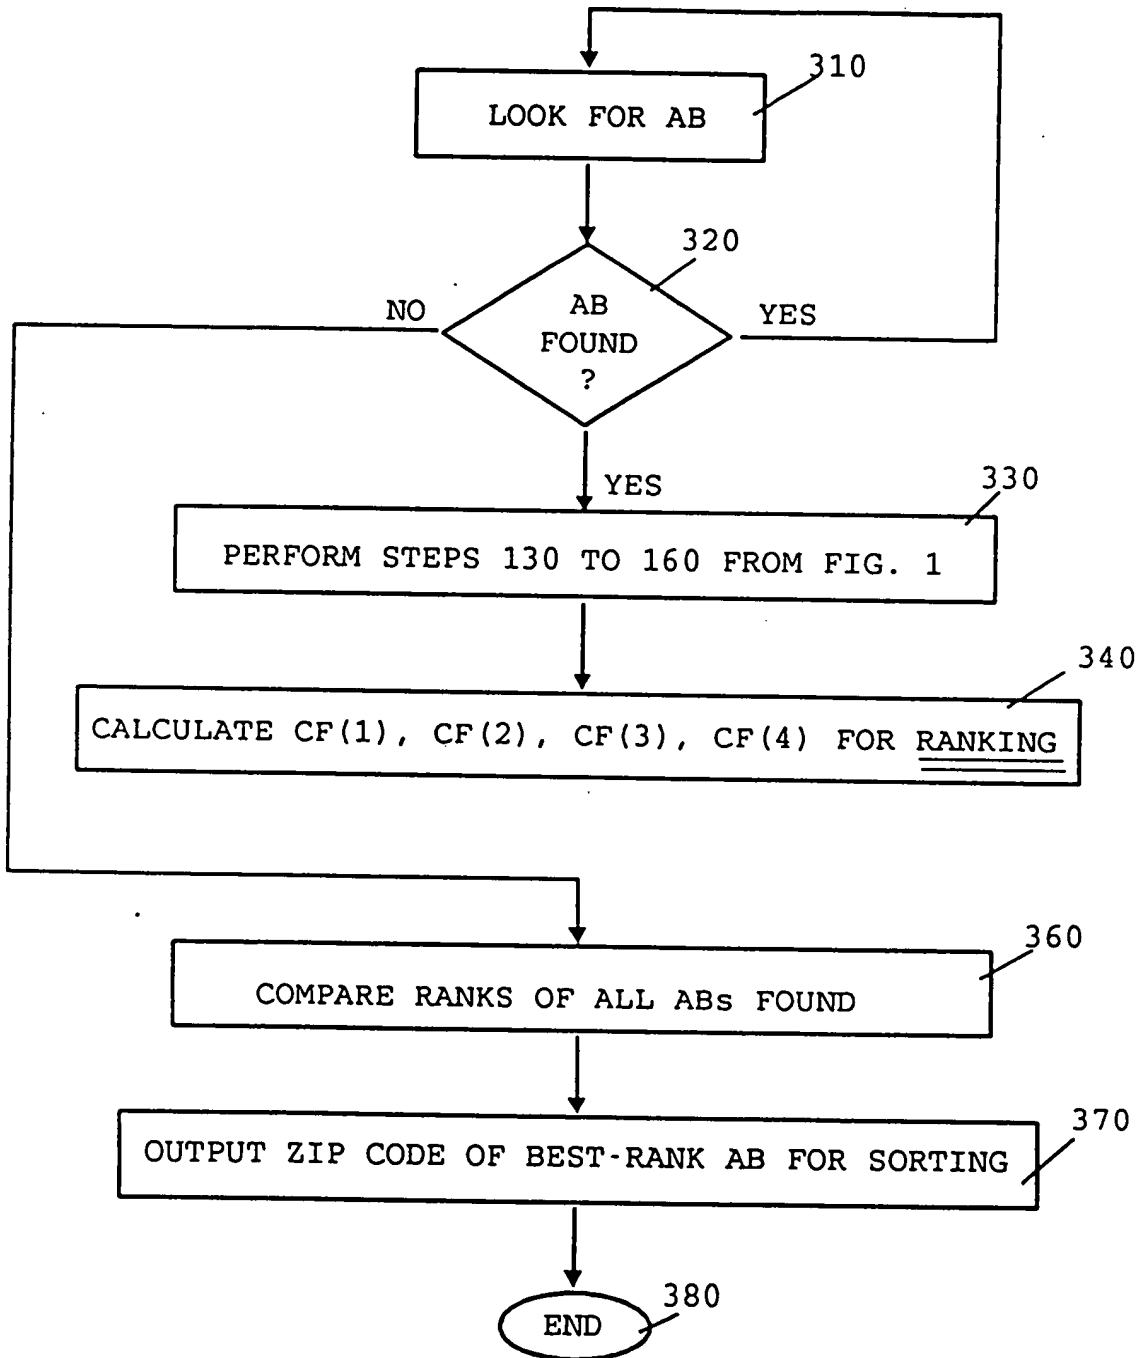 310
LOOK FOR AB
320
NO
AB
FOUND
?
YES
YES
330
PERFORM STEPS 130 TO 160 FROM FIG. 1
340
CALCULATE CF(1), CF(2), CF(3), CF(4) FOR RANKING
360
COMPARE RANKS OF ALL ABs FOUND
370
OUTPUT ZIP CODE OF BEST-RANK AB FOR SORTING
380
END